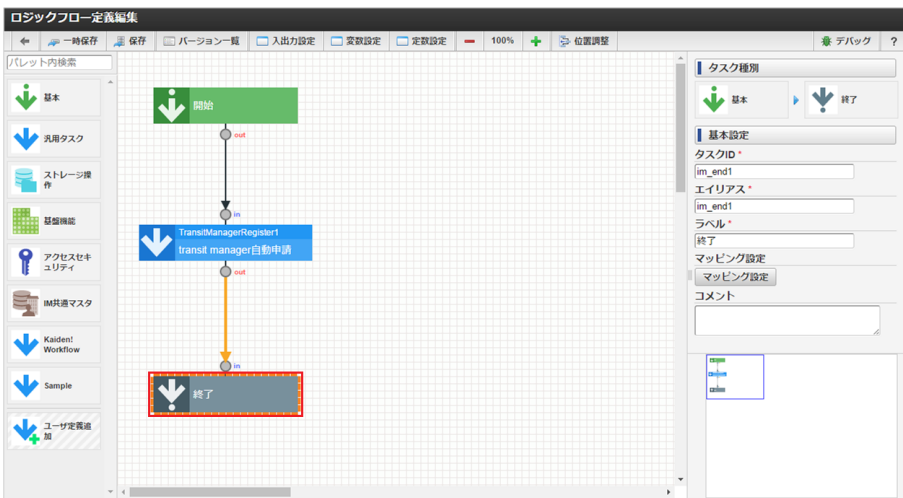 ロジックフロー定義編集
一時保存 保存 バージョン一覧 入出力設定 変数設定 定数設定 100% 位置調整 デバッグ ?
パレット内検索
基本
汎用タスク
ストレージ操
作
基盤機能
アクセスセキ
ュリティ
IM共通マスタ
Kaiden!
Workflow
Sample
ユーザ定義追
加
開始
out
in
TransitManagerRegister1
transit manager自動申請
out
in
終了
タスク種別
基本 終了
基本設定
タスクID *
im_end1
エイリアス *
im_end1
ラベル *
終了
マッピング設定
マッピング設定
コメント